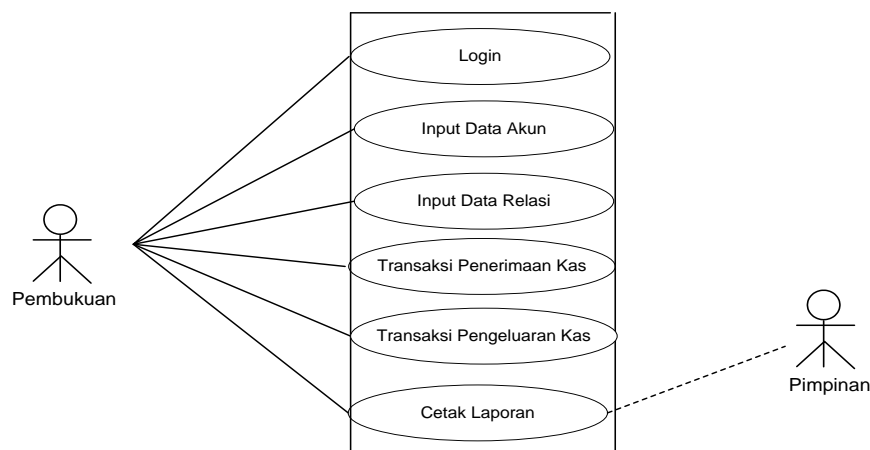 Login
Input Data Akun
Input Data Relasi
Transaksi Penerimaan Kas
Pembukuan
Transaksi Pengeluaran Kas
Pimpinan
Cetak Laporan